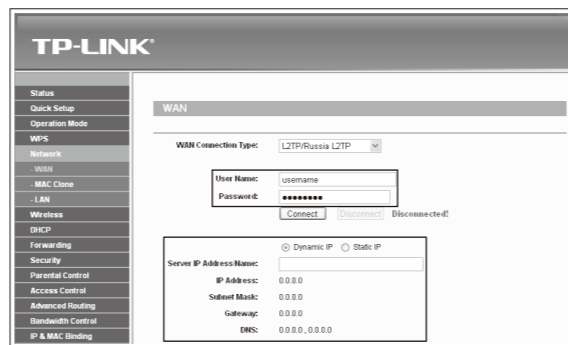 TP-LINK®
Status
Quick Setup
Operation Mode
WPS
Network
- WAN
- MAC Clone
- LAN
Wireless
DHCP
Forwarding
Security
Parental Control
Access Control
Advanced Routing
Bandwidth Control
IP & MAC Binding
WAN
WAN Connection Type: L2TP/Russia L2TP
User Name: username
Password: ●●●●●●●●
Connect Disconnect Disconnected!
Dynamic IP Static IP
Server IP Address/Name:
IP Address: 0.0.0.0
Subnet Mask: 0.0.0.0
Gateway: 0.0.0.0
DNS: 0.0.0.0 , 0.0.0.0